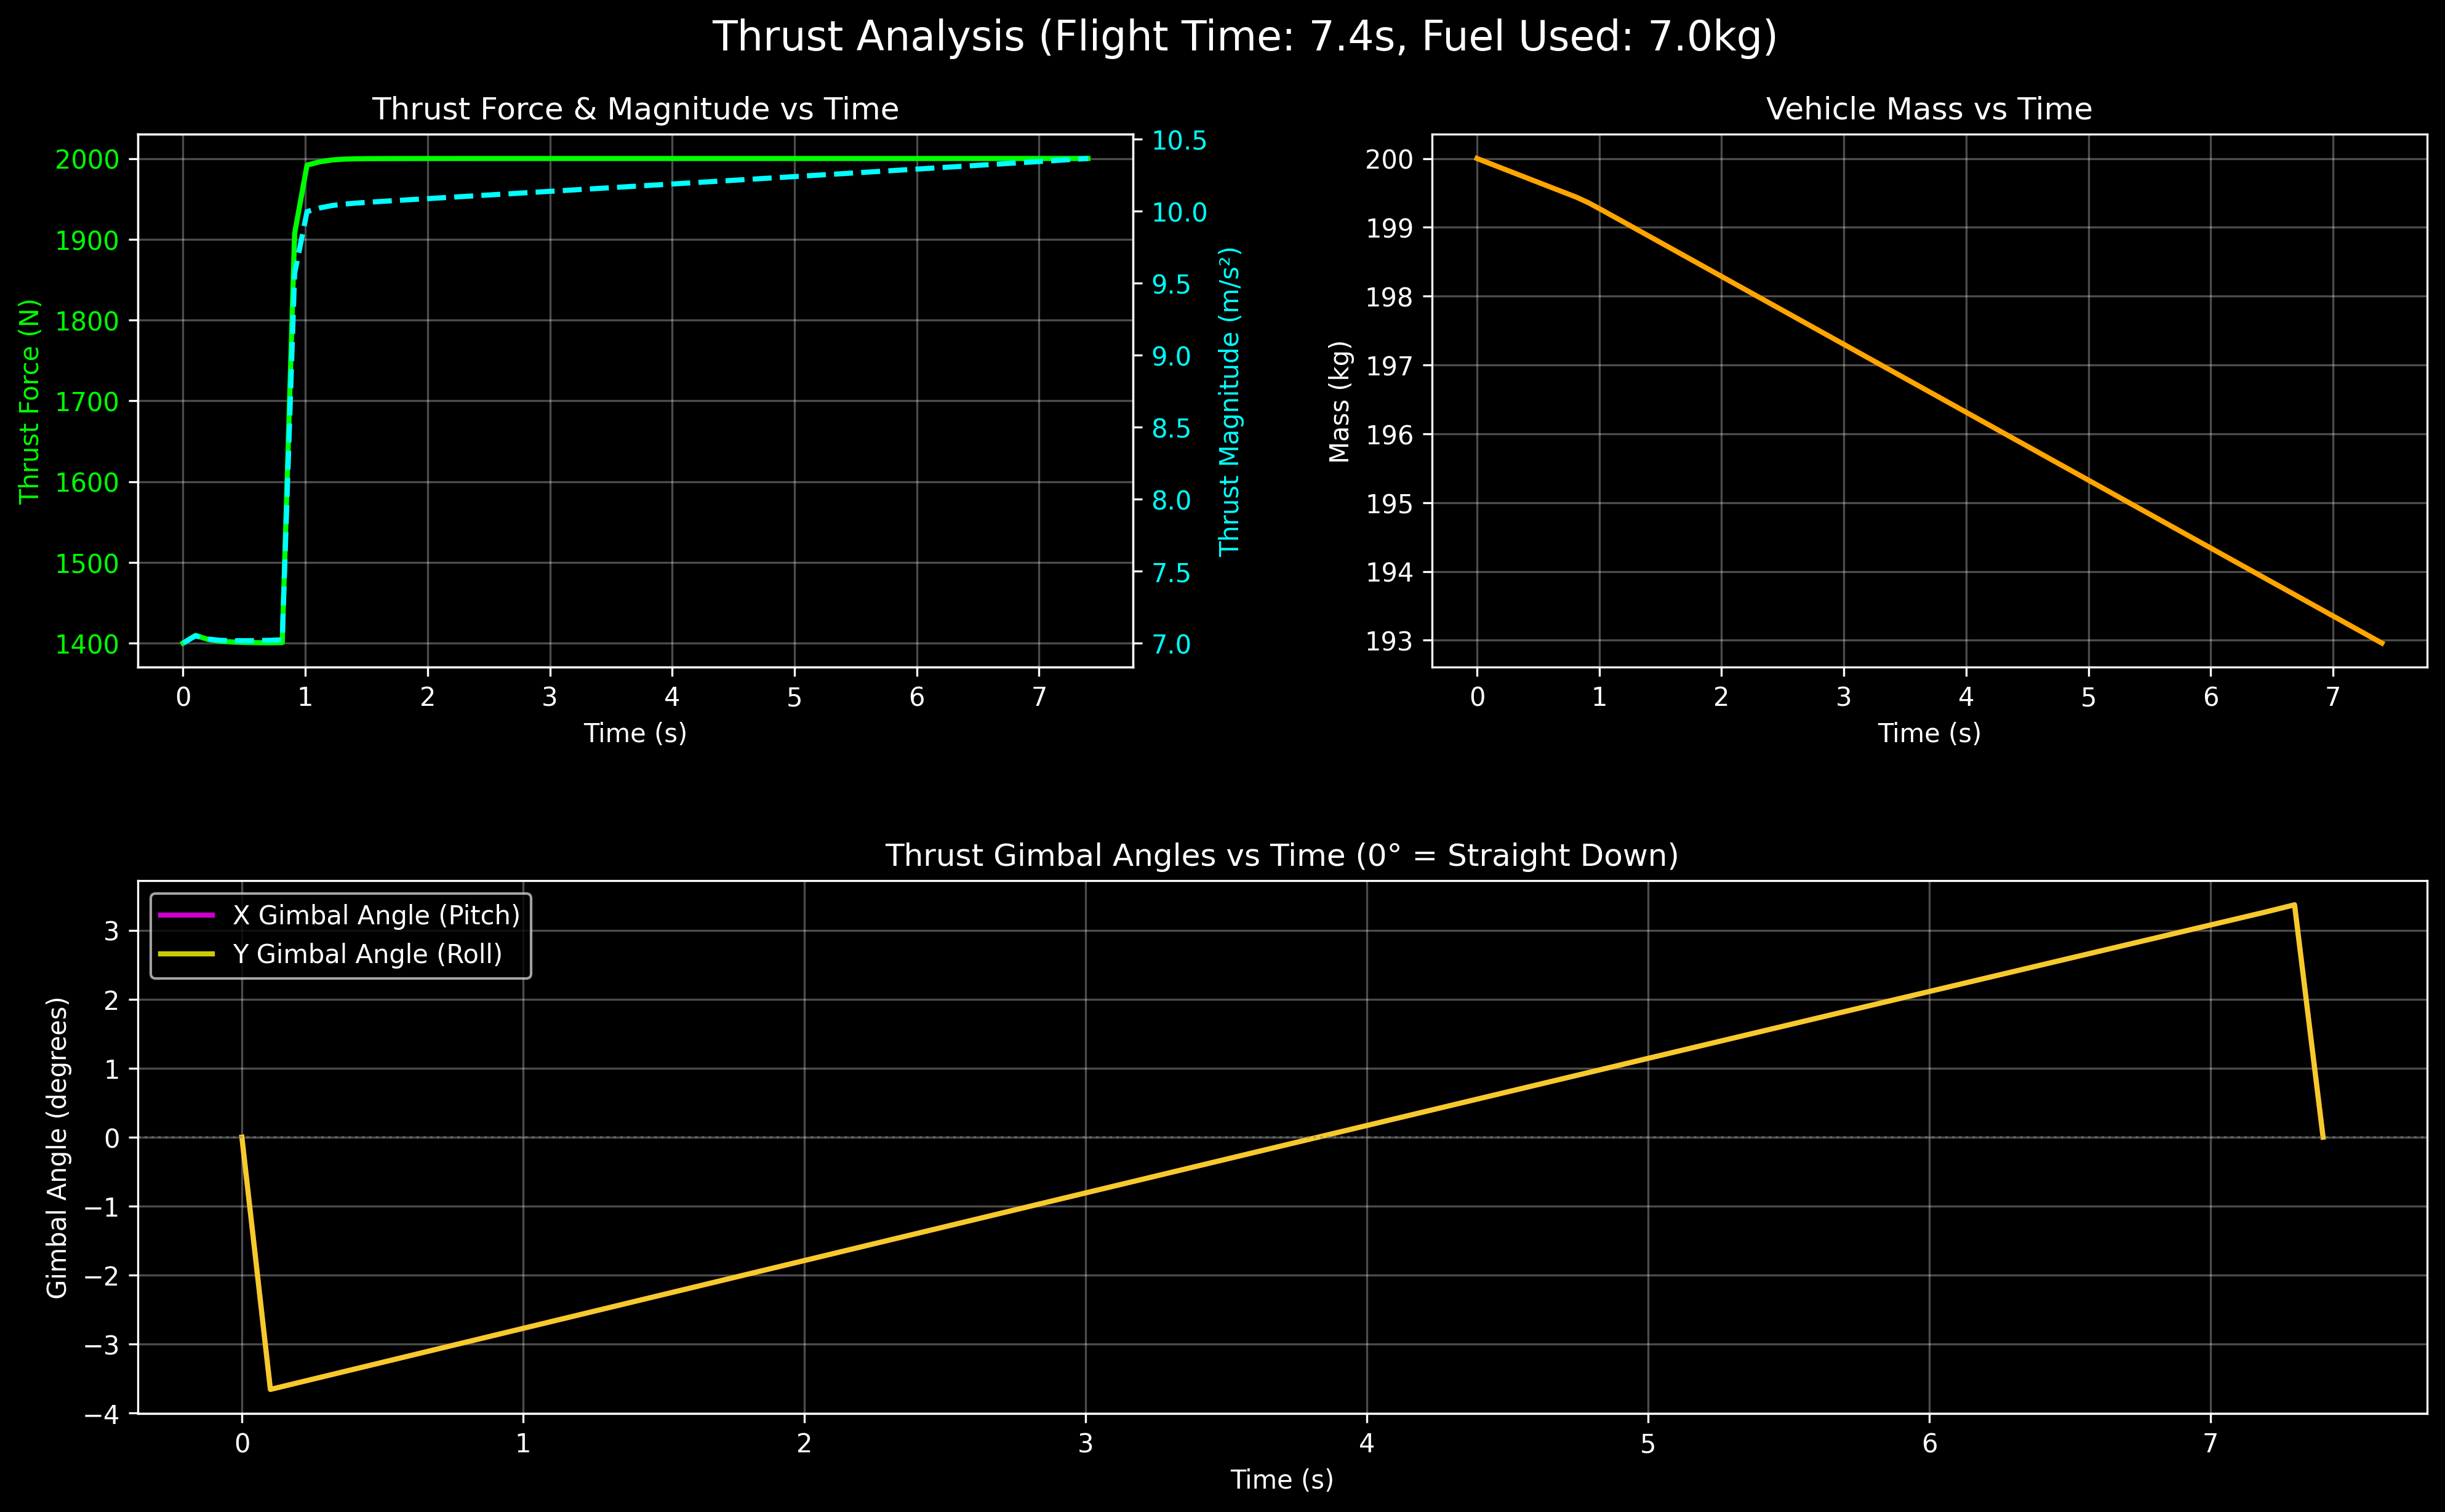 Thrust Analysis (Flight Time: 7.4s, Fuel Used: 7.0kg)
Thrust Force & Magnitude vs Time
Thrust Force (N)
2000
1900
1800
1700
1600
1500
1400
10.5
10.0
9.5
9.0
8.5
8.0
7.5
7.0
Thrust Magnitude (m/s²)
0 1 2 3 4 5 6 7
Time (s)
Vehicle Mass vs Time
Mass (kg)
200
199
198
197
196
195
194
193
0 1 2 3 4 5 6 7
Time (s)
Thrust Gimbal Angles vs Time (0° = Straight Down)
X Gimbal Angle (Pitch)
Y Gimbal Angle (Roll)
Gimbal Angle (degrees)
3
2
1
0
−1
−2
−3
−4
0 1 2 3 4 5 6 7
Time (s)